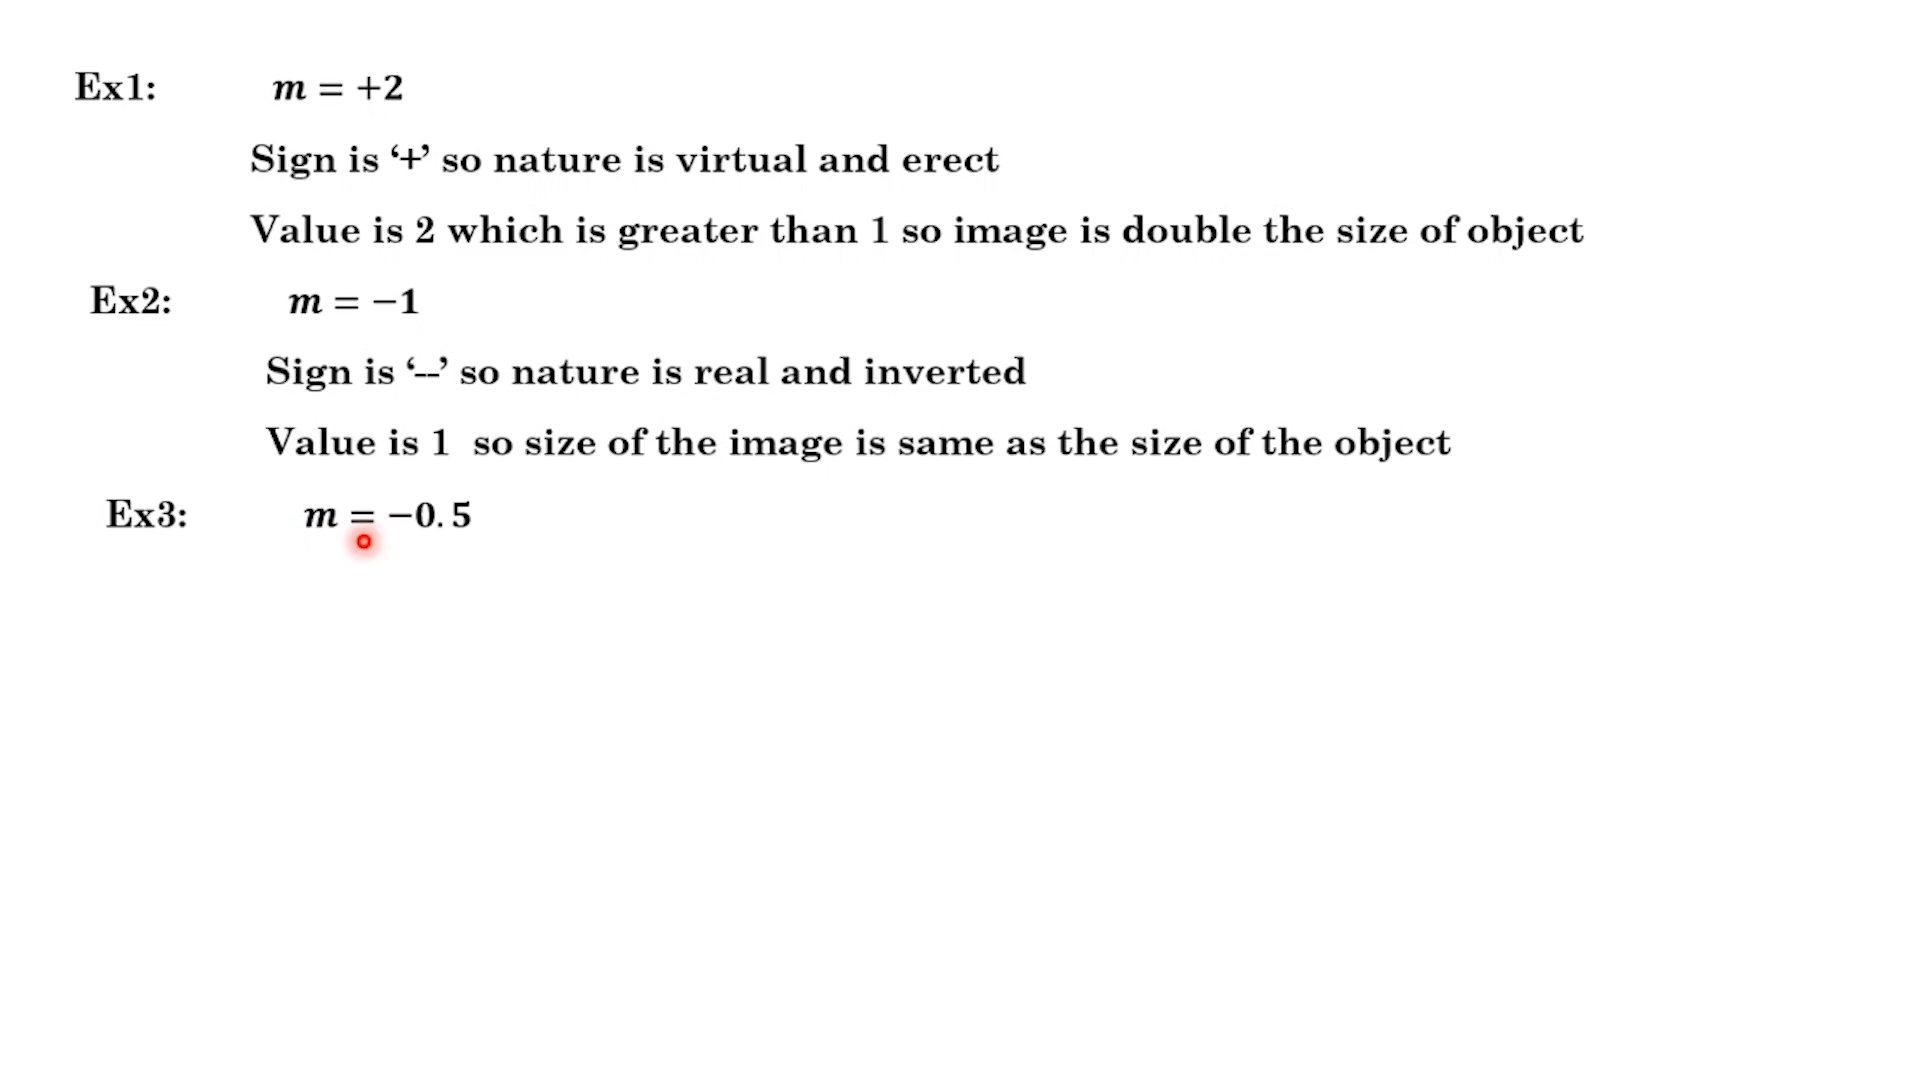 Ex1: m = +2
Sign is ‘+’ so nature is virtual and erect
Value is 2 which is greater than 1 so image is double the size of object
Ex2: m = −1
Sign is ‘--’ so nature is real and inverted
Value is 1 so size of the image is same as the size of the object
Ex3: m = −0.5